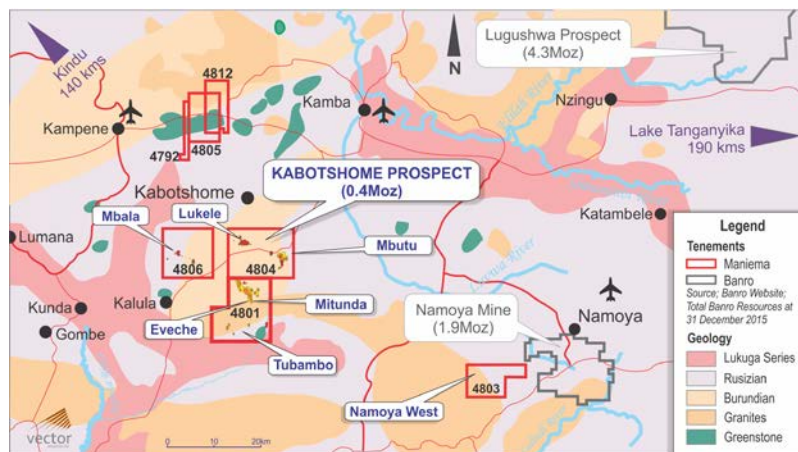 Lugushwa Prospect
(4.3Moz)
Kindu
140 kms
N
4812
Kamba
Nzingu
Kampene
4792
4805
Lake Tanganyika
190 kms
Kabotshome
KABOTSHOME PROSPECT
(0.4Moz)
Mbala
Lukele
Katambele
Lumana
Mbutu
4806
4804
Legend
Tenements
Maniema
Banro
Source; Banro Website;
Total Banro Resources at
31 December 2015
Geology
Lukuga Series
Rusizian
Burundian
Granites
Greenstone
Kunda
Kalula
4801
Mitunda
Namoya Mine
(1.9Moz)
Namoya
Gombe
Eveche
Tubambo
4803
Namoya West
vector
0
10
20km